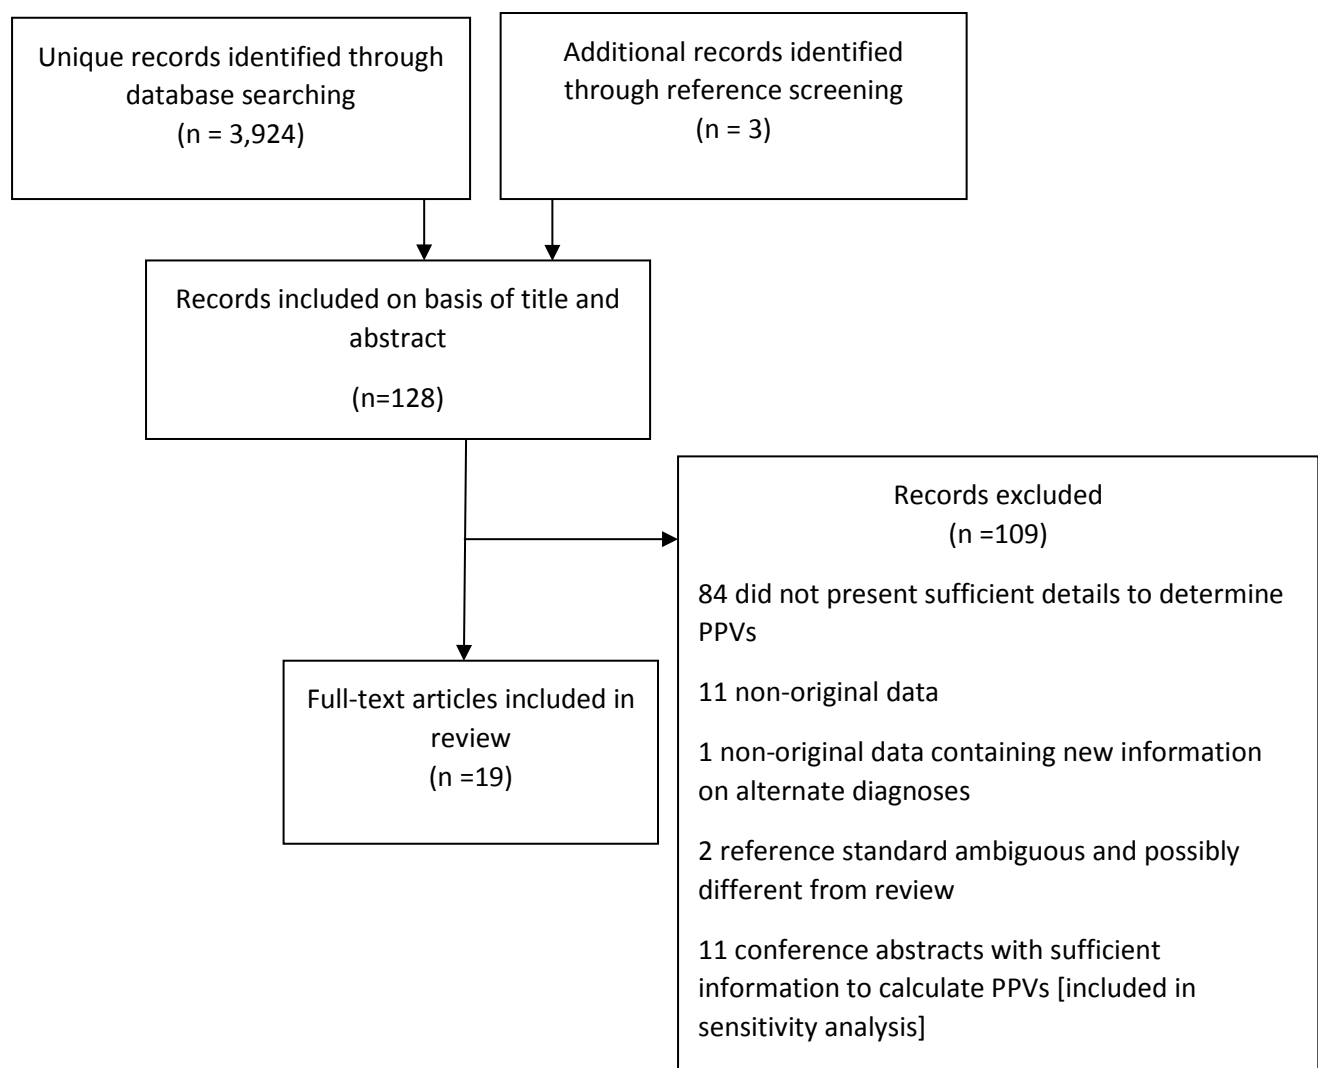 Unique records identified through
database searching
(n = 3,924)
Additional records identified
through reference screening
(n = 3)
Records included on basis of title and
abstract
(n=128)
Records excluded
(n =109)
84 did not present sufficient details to determine
PPVs
11 non-original data
1 non-original data containing new information
on alternate diagnoses
2 reference standard ambiguous and possibly
different from review
11 conference abstracts with sufficient
information to calculate PPVs [included in
sensitivity analysis]
Full-text articles included in
review
(n =19)